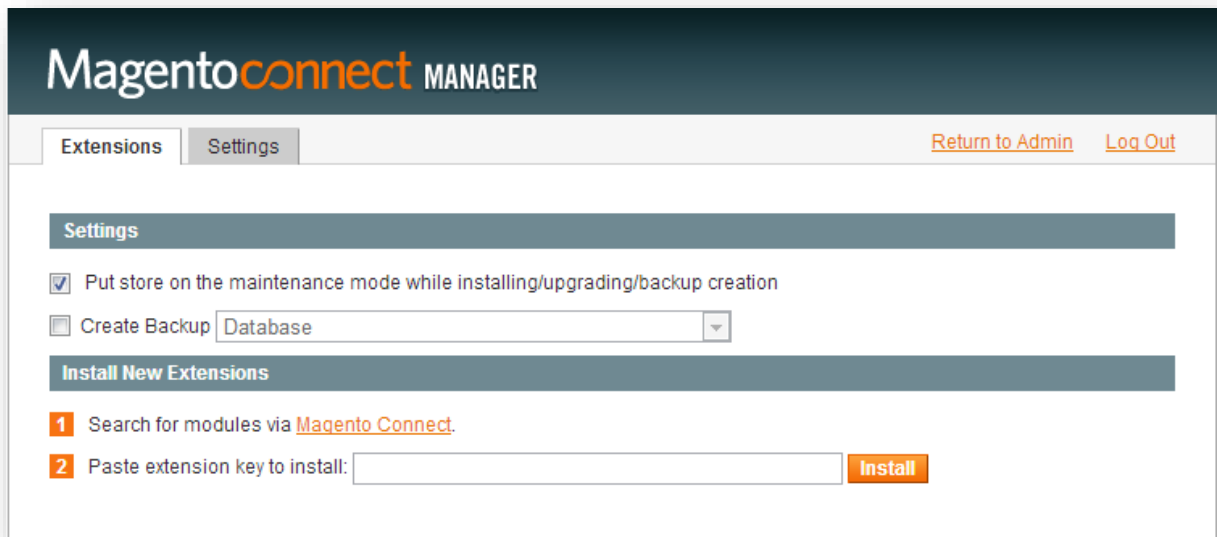 Magentoconnect MANAGER
Extensions Settings Return to Admin Log Out
Settings
Put store on the maintenance mode while installing/upgrading/backup creation
Create Backup Database
Install New Extensions
1 Search for modules via Magento Connect.
2 Paste extension key to install: Install